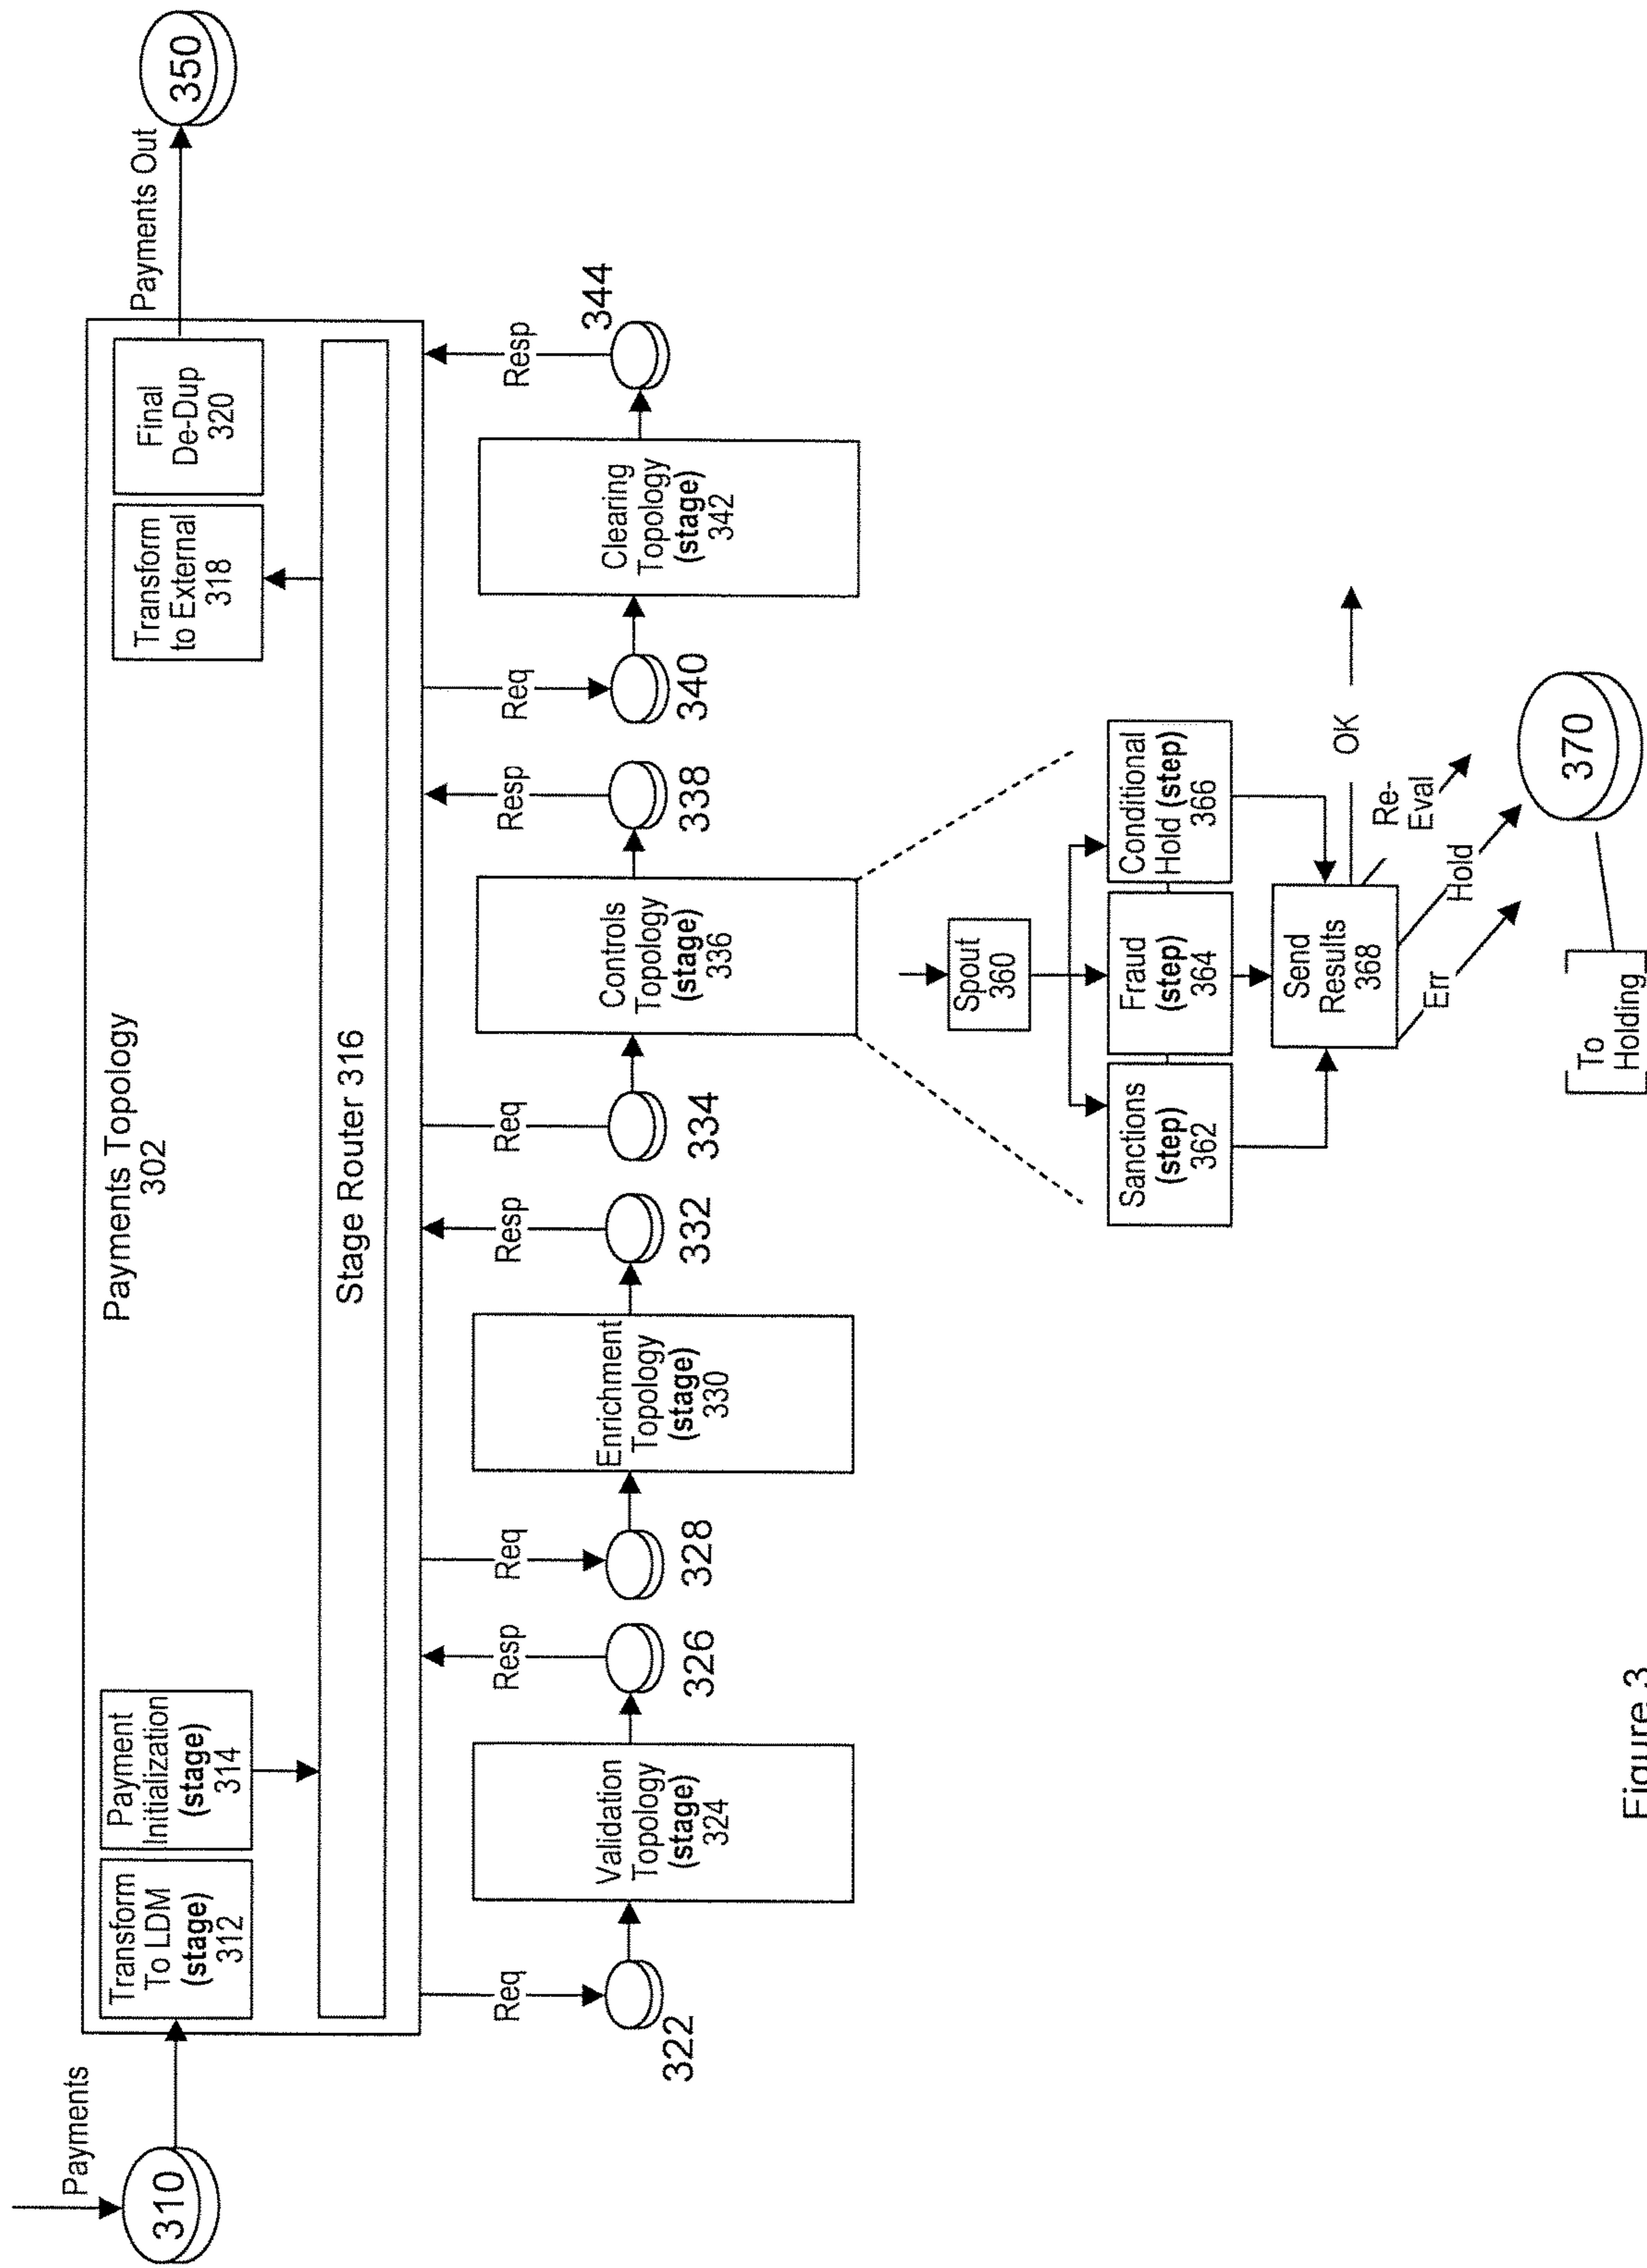 Payments
310
Payments Topology
302
Transform
To LDM
(stage)
312
Payment
Initialization
(stage)
314
Transform
to External
318
Final
De-Dup
320
Payments Out
350
Stage Router 316
Req
Resp
Req
Resp
Req
Resp
Req
Resp
322
Validation
Topology
(stage)
324
326
328
Enrichment
Topology
(stage)
330
332
334
Controls
Topology
(stage)
336
338
340
Clearing
Topology
(stage)
342
344
Spout
360
Sanctions
(step)
362
Fraud
(step)
364
Conditional
Hold (step)
366
Send
Results
368
OK
Re-
Eval
Hold
Err
370
To
Holding
Figure 3